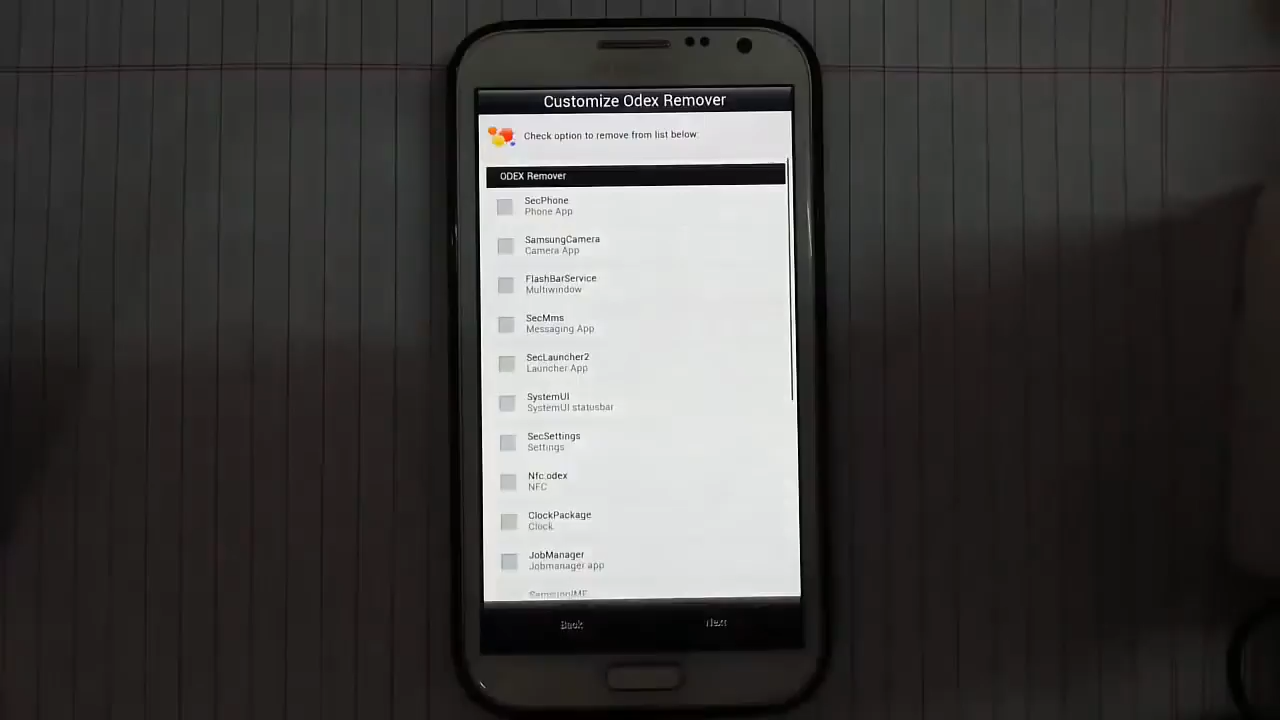 Customize Odex Remover
Check option to remove from list below:
ODEX Remover
SecPhone
Phone App
SamsungCamera
Camera App
FlashBarService
Multiwindow
SecMms
Messaging App
SecLauncher2
Launcher App
SystemUI
SystemUI statusbar
SecSettings
Settings
Nfc.odex
NFC
ClockPackage
Clock
JobManager
Jobmanager app
SamsungIME
Back
Next